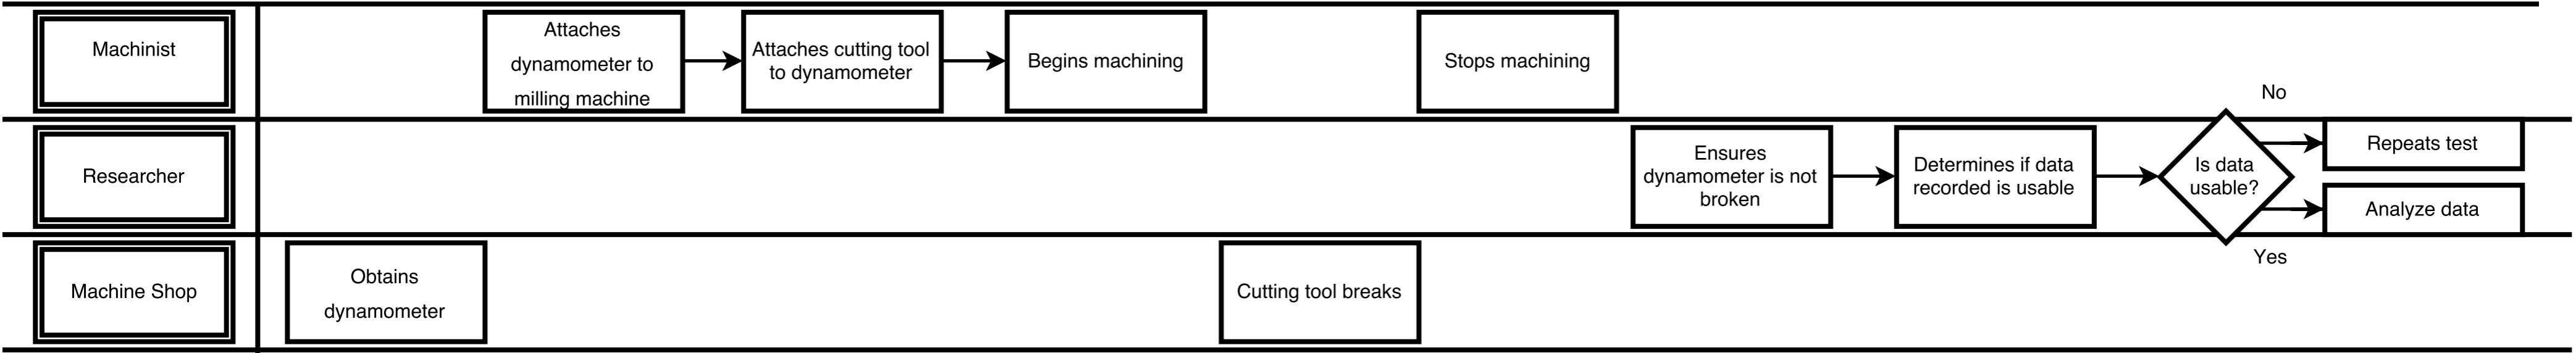 Machinist
Attaches
dynamometer to
milling machine
Attaches cutting tool
to dynamometer
Begins machining
Stops machining
No
Researcher
Ensures
dynamometer is not
broken
Determines if data
recorded is usable
Is data
usable?
Repeats test
Analyze data
Yes
Machine Shop
Obtains
dynamometer
Cutting tool breaks